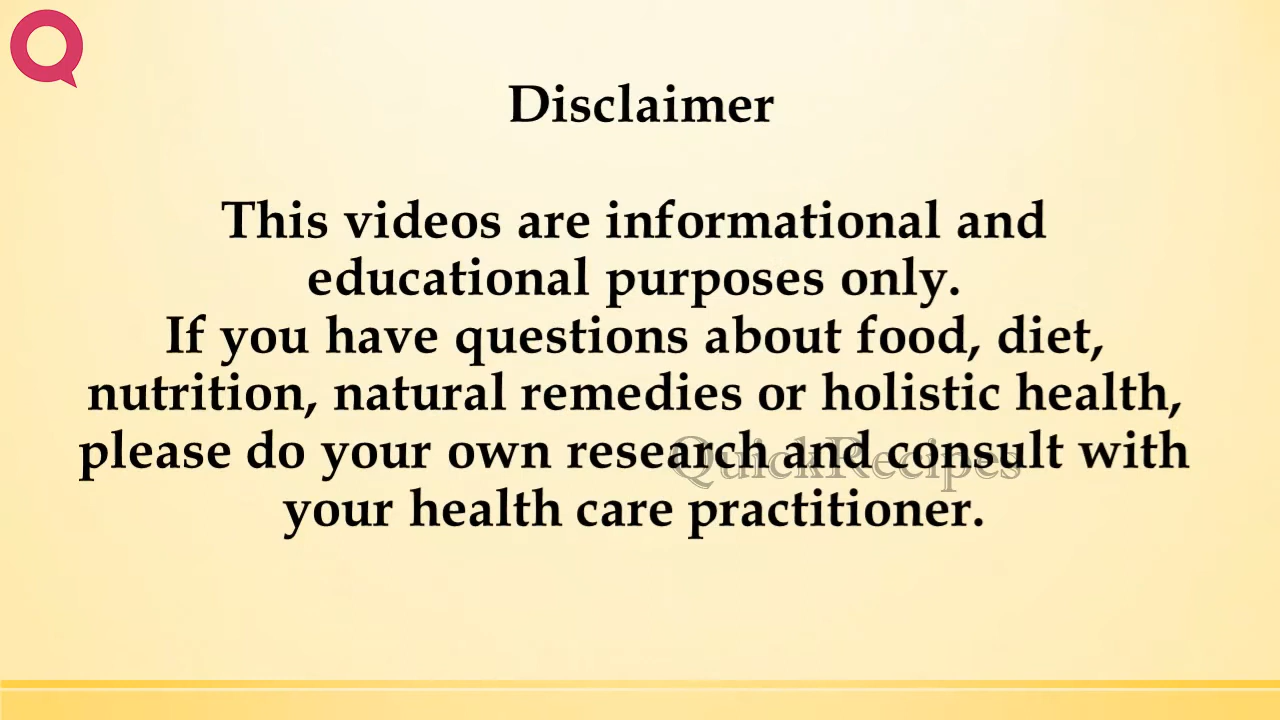 Disclaimer
This videos are informational and
educational purposes only.
If you have questions about food, diet,
nutrition, natural remedies or holistic health,
please do your own research and consult with
your health care practitioner.
QuickRecipes